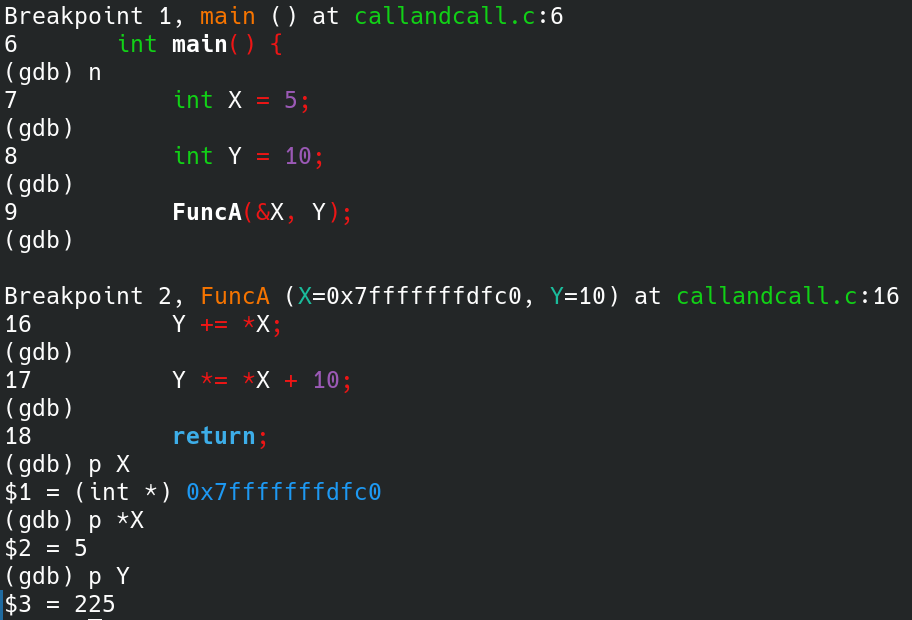 Breakpoint 1, main () at callandcall.c:6
6       int main() {
(gdb) n
7           int X = 5;
(gdb)
8           int Y = 10;
(gdb)
9           FuncA(&X, Y);
(gdb)
Breakpoint 2, FuncA (X=0x7fffffffdfc0, Y=10) at callandcall.c:16
16          Y += *X;
(gdb)
17          Y *= *X + 10;
(gdb)
18          return;
(gdb) p X
$1 = (int *) 0x7fffffffdfc0
(gdb) p *X
$2 = 5
(gdb) p Y
$3 = 225